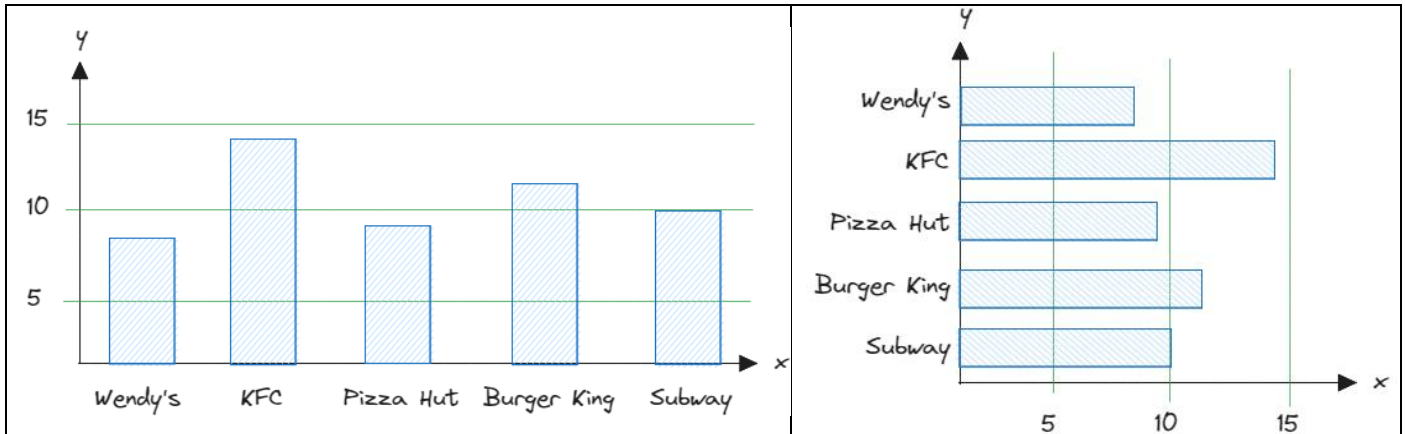 y
15
10
5
x
Wendy's KFC Pizza Hut Burger King Subway
y
Wendy's
KFC
Pizza Hut
Burger King
Subway
x
5 10 15